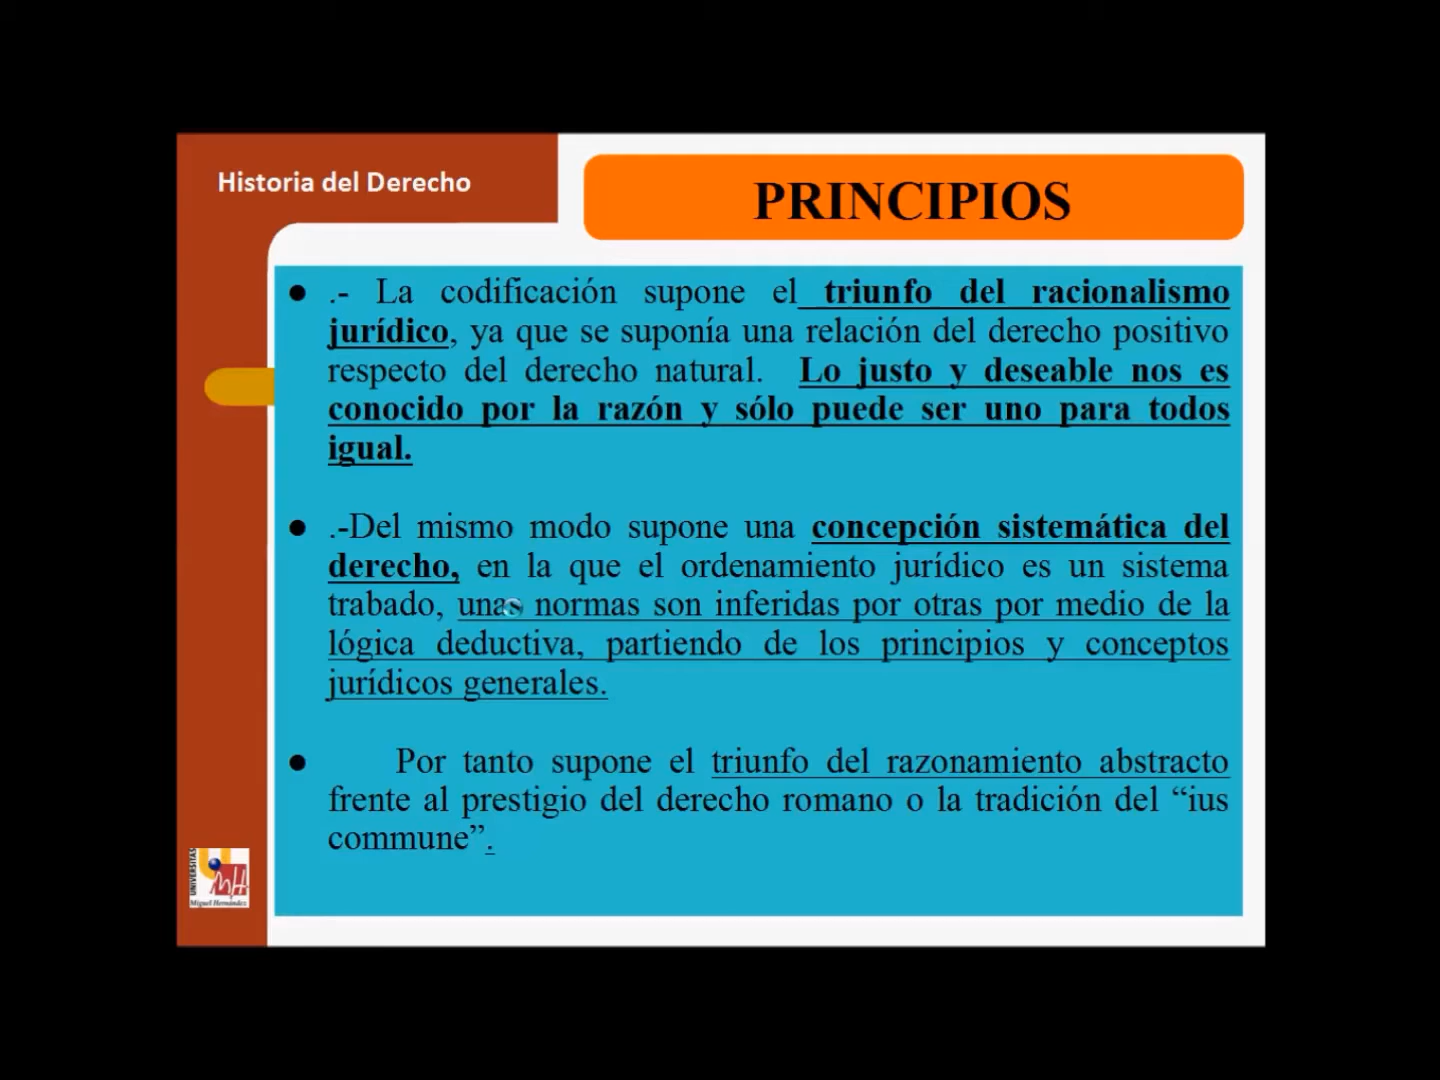 Historia del Derecho
PRINCIPIOS
● .- La codificación supone el triunfo del racionalismo
jurídico, ya que se suponía una relación del derecho positivo
respecto del derecho natural. Lo justo y deseable nos es
conocido por la razón y sólo puede ser uno para todos
igual.
● .-Del mismo modo supone una concepción sistemática del
derecho, en la que el ordenamiento jurídico es un sistema
trabado, unas normas son inferidas por otras por medio de la
lógica deductiva, partiendo de los principios y conceptos
jurídicos generales.
● Por tanto supone el triunfo del razonamiento abstracto
frente al prestigio del derecho romano o la tradición del “ius
commune”.
UNIVERSITAS
Miguel Hernández